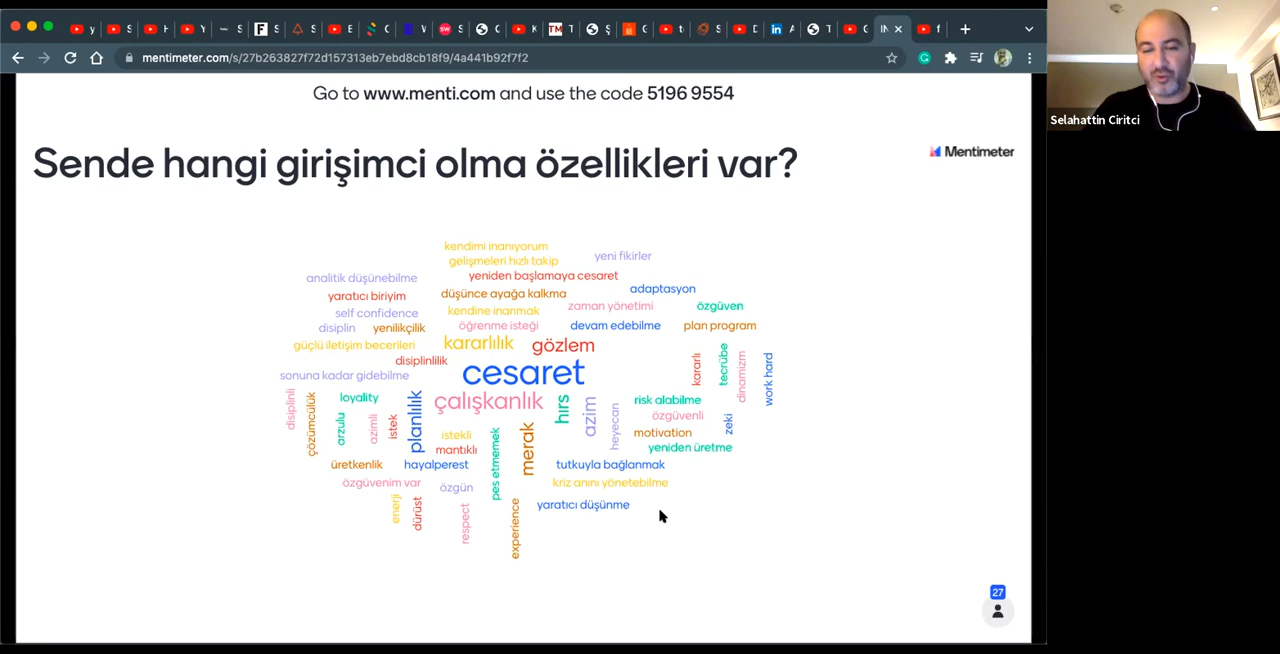 y
S
H
Y
S
S
S
E
C
V
S
C
K
T
Ş
C
t
S
D
A
T
C
IN
f
mentimeter.com/s/27b263827f72d157313eb7ebd8cb18f9/4a441b92f7f2
Go to www.menti.com and use the code 5196 9554
Selahattin Ciritci
Sende hangi girişimci olma özellikleri var?
Mentimeter
kendimi inanıyorum
yeni fikirler
gelişmeleri hızlı takip
analitik düşünebilme
yeniden başlamaya cesaret
adaptasyon
yaratıcı biriyim
düşünce ayağa kalkma
zaman yönetimi
özgüven
self confidence
kendine inanmak
disiplin
yenilikçilik
öğrenme isteği
devam edebilme
plan program
güçlü iletişim becerileri
kararlılık
gözlem
disiplinlilik
cesaret
kararlı
tecrübe
dinamizm
work hard
sonuna kadar gidebilme
disiplinli
çözümcülük
loyality
arzulu
azimli
istek
planlılık
çalışkanlık
hırs
azim
heyecan
risk alabilme
özgüvenli
zeki
istekli
mantıklı
pes etmemek
merak
motivation
yeniden üretme
üretkenlik
hayalperest
tutkuyla bağlanmak
özgüvenim var
özgün
kriz anını yönetebilme
enerji
dürüst
respect
experience
yaratıcı düşünme
27